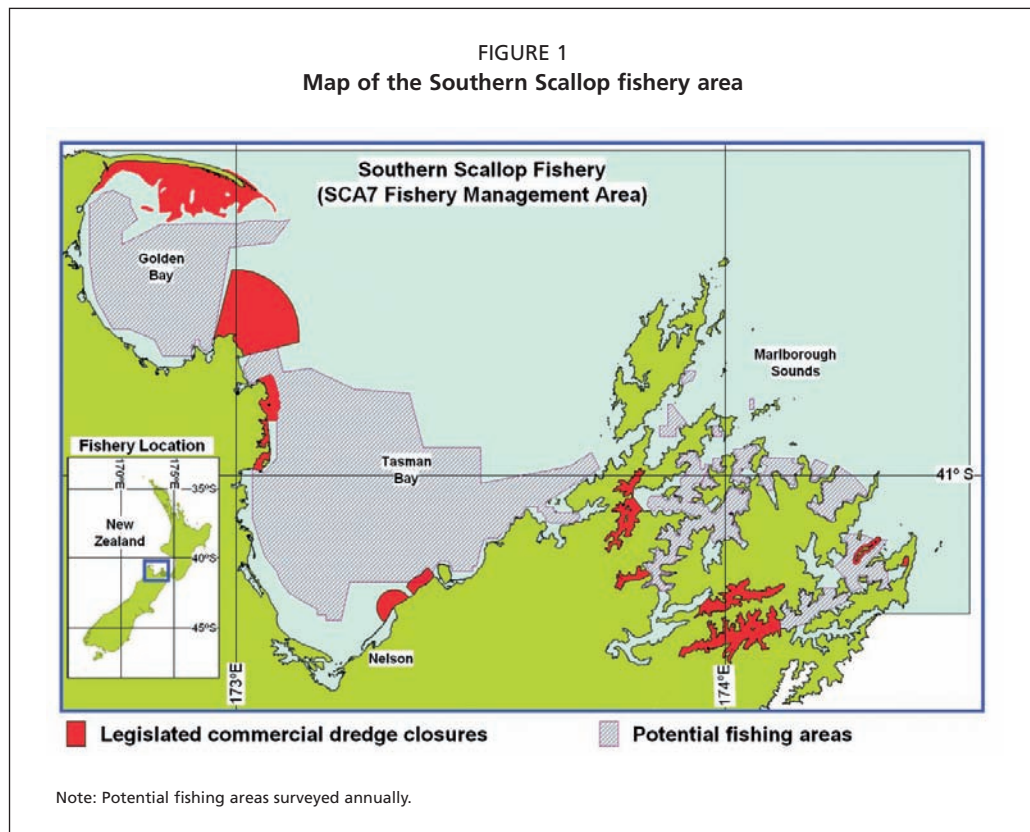 FIGURE 1
Map of the Southern Scallop fishery area
Southern Scallop Fishery
(SCA7 Fishery Management Area)
Golden
Bay
Marlborough
Sounds
Tasman
Bay
41° S
Fishery Location
170°E
175°E
35°S
New
Zealand
40°S
45°S
Nelson
173°E
174°E
Legislated commercial dredge closures
Potential fishing areas
Note: Potential fishing areas surveyed annually.